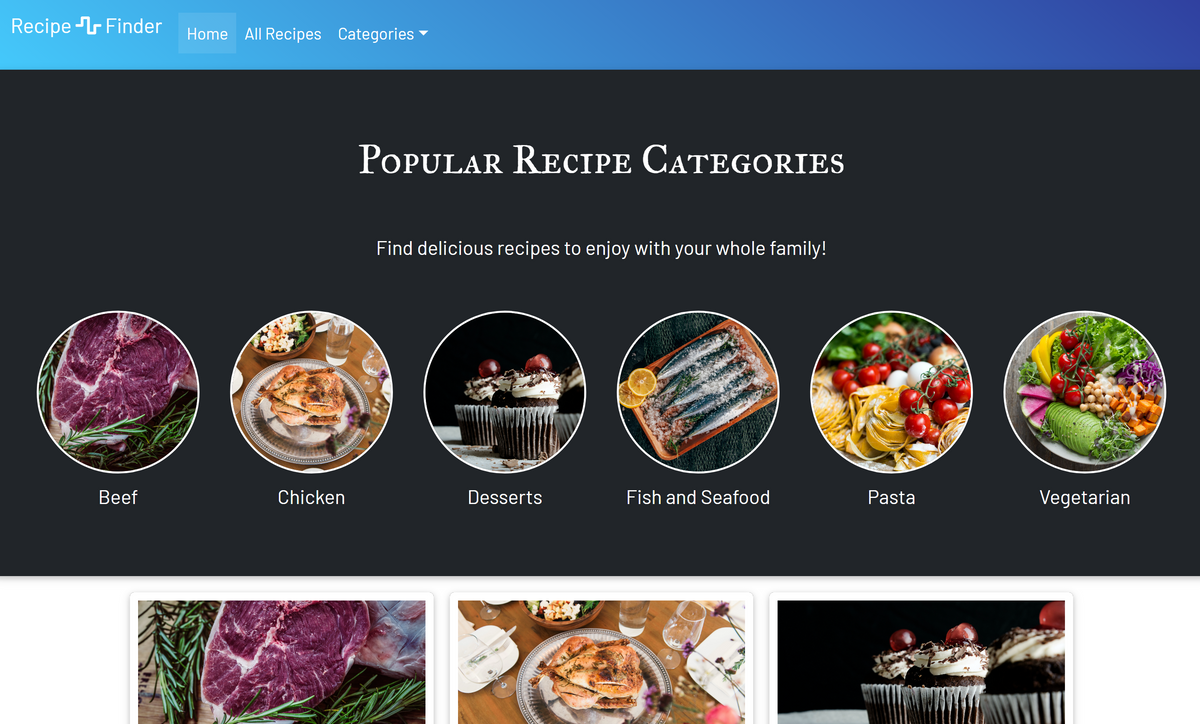 Recipe Finder
Home
All Recipes
Categories
Popular Recipe Categories
Find delicious recipes to enjoy with your whole family!
Beef
Chicken
Desserts
Fish and Seafood
Pasta
Vegetarian